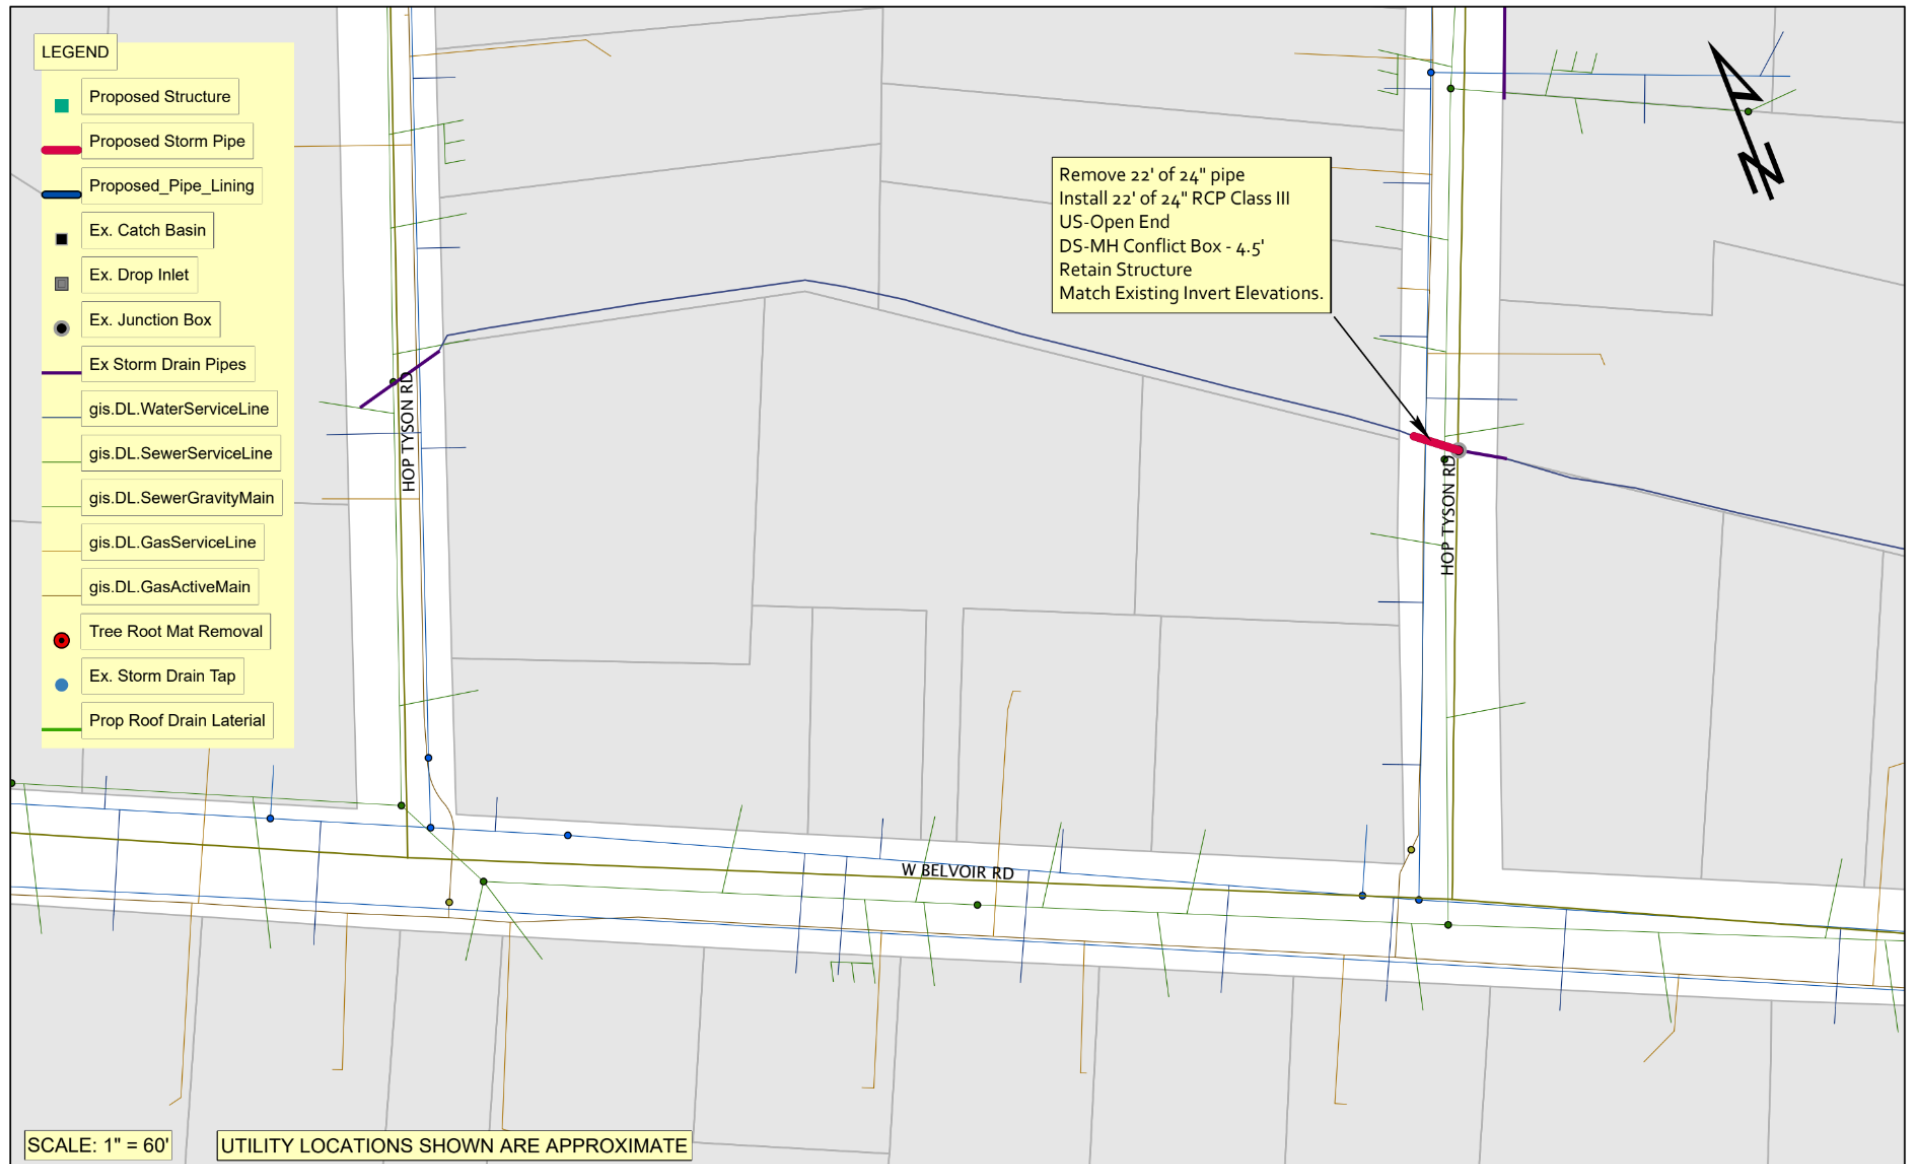 LEGEND
Proposed Structure
Proposed Storm Pipe
Proposed_Pipe_Lining
Ex. Catch Basin
Ex. Drop Inlet
Ex. Junction Box
Ex Storm Drain Pipes
gis.DL.WaterServiceLine
gis.DL.SewerServiceLine
gis.DL.SewerGravityMain
gis.DL.GasServiceLine
gis.DL.GasActiveMain
Tree Root Mat Removal
Ex. Storm Drain Tap
Prop Roof Drain Laterial
Remove 22' of 24" pipe
Install 22' of 24" RCP Class III
US-Open End
DS-MH Conflict Box - 4.5'
Retain Structure
Match Existing Invert Elevations.
N
HOP TYSON RD
HOP TYSON RD
W BELVOIR RD
SCALE: 1" = 60'
UTILITY LOCATIONS SHOWN ARE APPROXIMATE